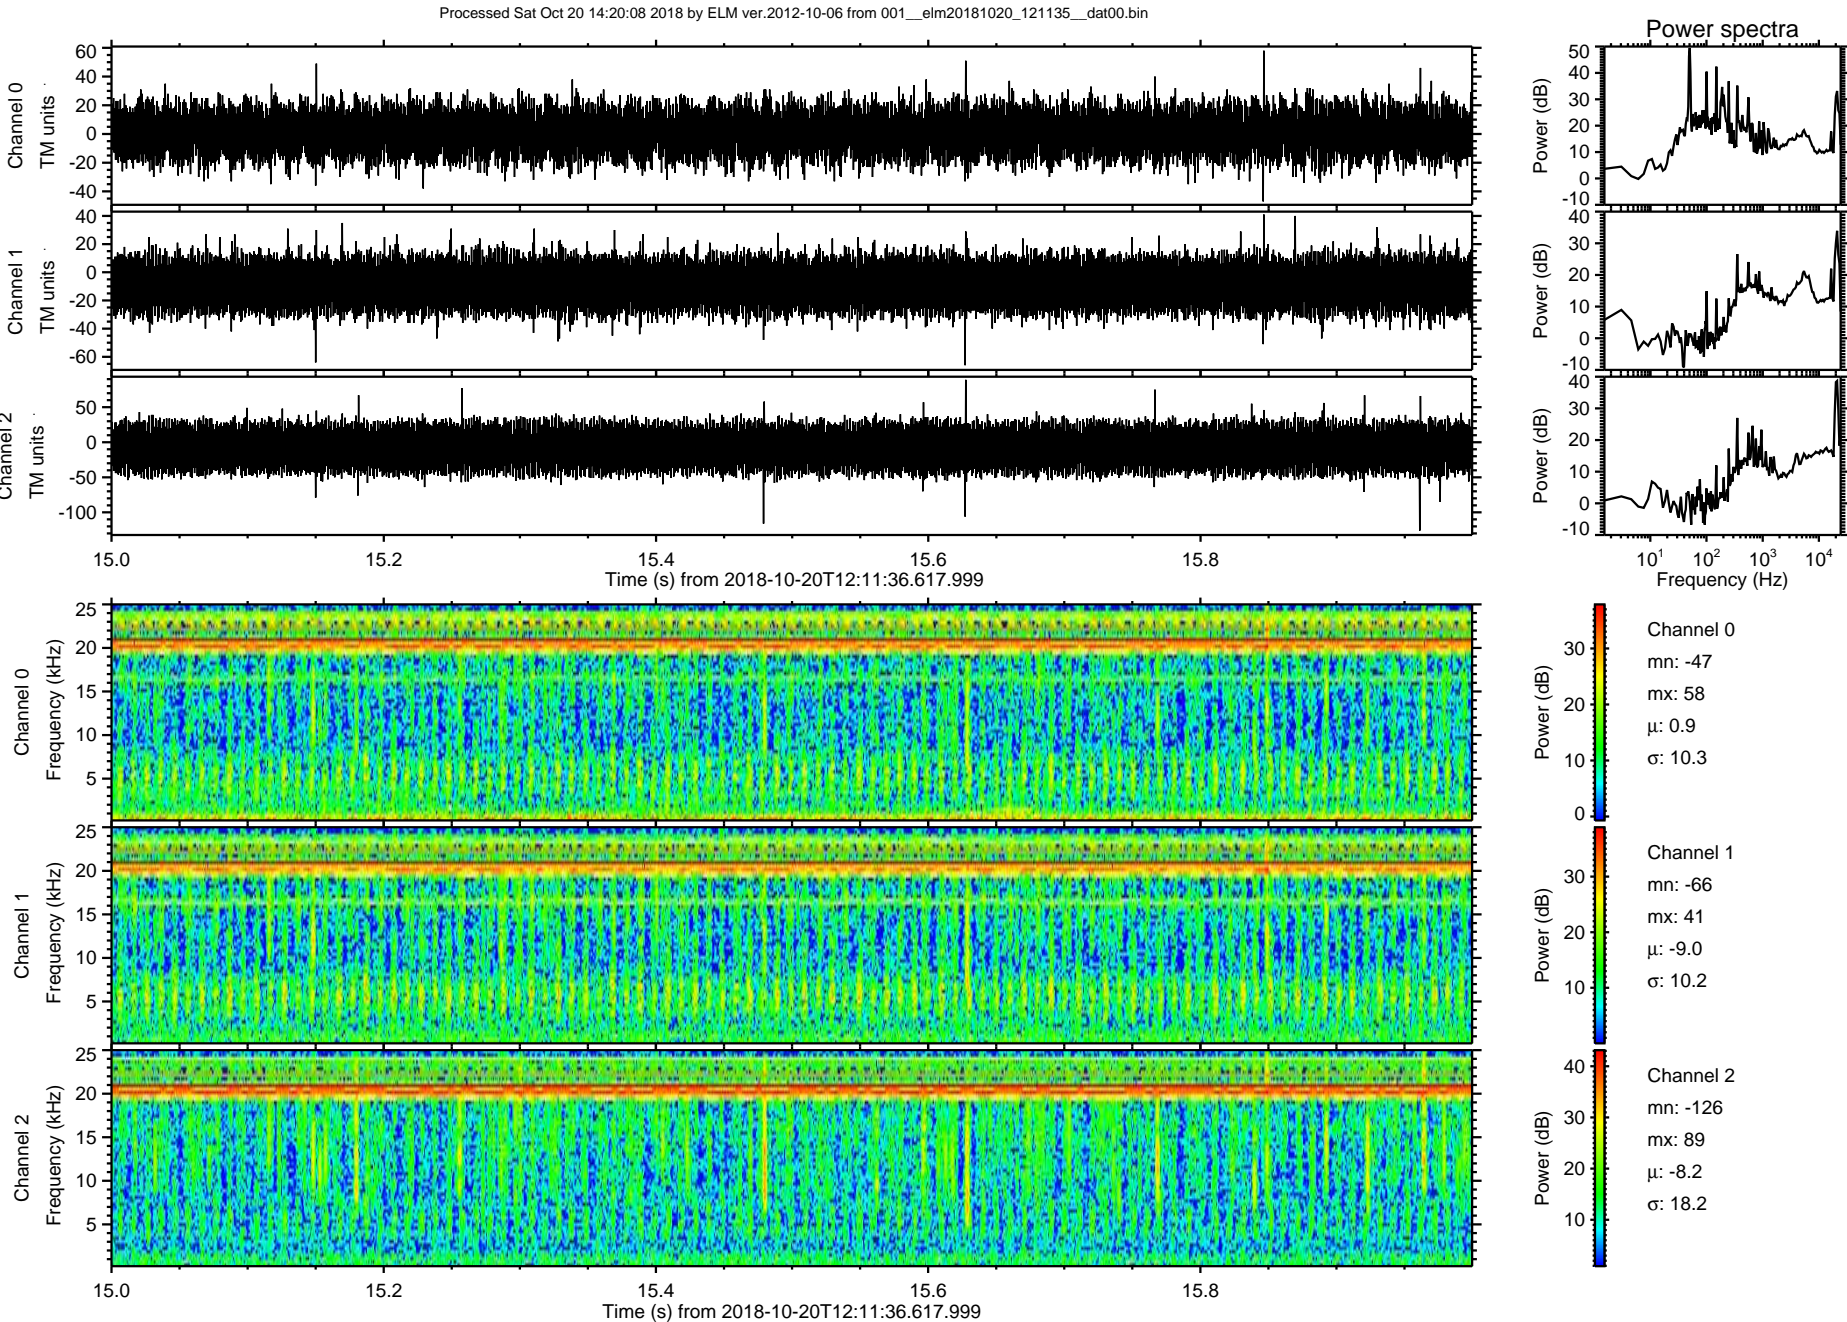 Processed Sat Oct 20 14:20:08 2018 by ELM ver.2012-10-06 from 001__elm20181020_121135__dat00.bin
Power spectra
Channel 0
TM units
60
40
20
0
-20
-40
Power (dB)
50
40
30
20
10
0
-10
Channel 1
TM units
40
20
0
-20
-40
-60
Power (dB)
40
30
20
10
0
-10
Channel 2
TM units
50
0
-50
-100
Power (dB)
40
30
20
10
0
-10
15.0 15.2 15.4 15.6 15.8
Time (s) from 2018-10-20T12:11:36.617.999
10^1 10^2 10^3 10^4
Frequency (Hz)
Channel 0
Frequency (kHz)
25
20
15
10
5
Power (dB)
30
20
10
0
Channel 0
mn: -47
mx: 58
μ: 0.9
σ: 10.3
Channel 1
Frequency (kHz)
25
20
15
10
5
Power (dB)
30
20
10
Channel 1
mn: -66
mx: 41
μ: -9.0
σ: 10.2
Channel 2
Frequency (kHz)
25
20
15
10
5
Power (dB)
40
30
20
10
Channel 2
mn: -126
mx: 89
μ: -8.2
σ: 18.2
15.0 15.2 15.4 15.6 15.8
Time (s) from 2018-10-20T12:11:36.617.999